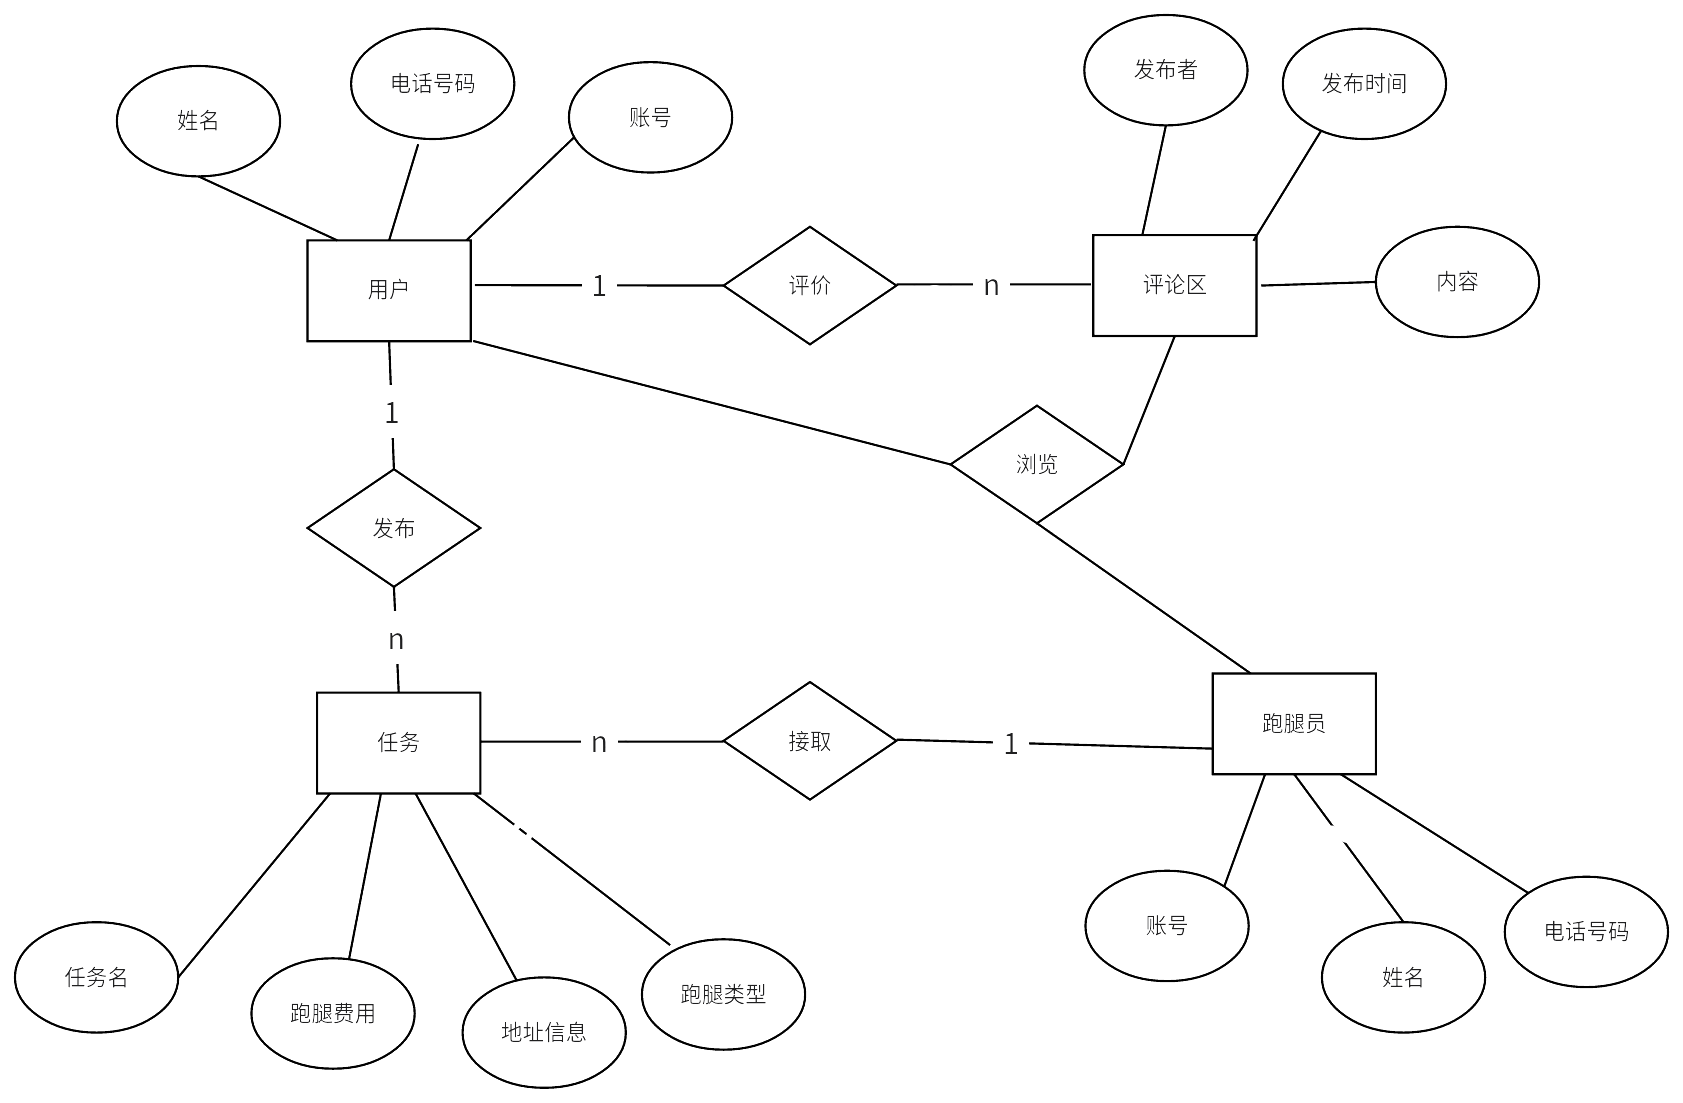 发布者
电话号码
发布时间
账号
姓名
内容
用户
1
评价
n
评论区
1
浏览
发布
n
跑腿员
任务
n
接取
1
账号
电话号码
任务名
姓名
跑腿类型
跑腿费用
地址信息